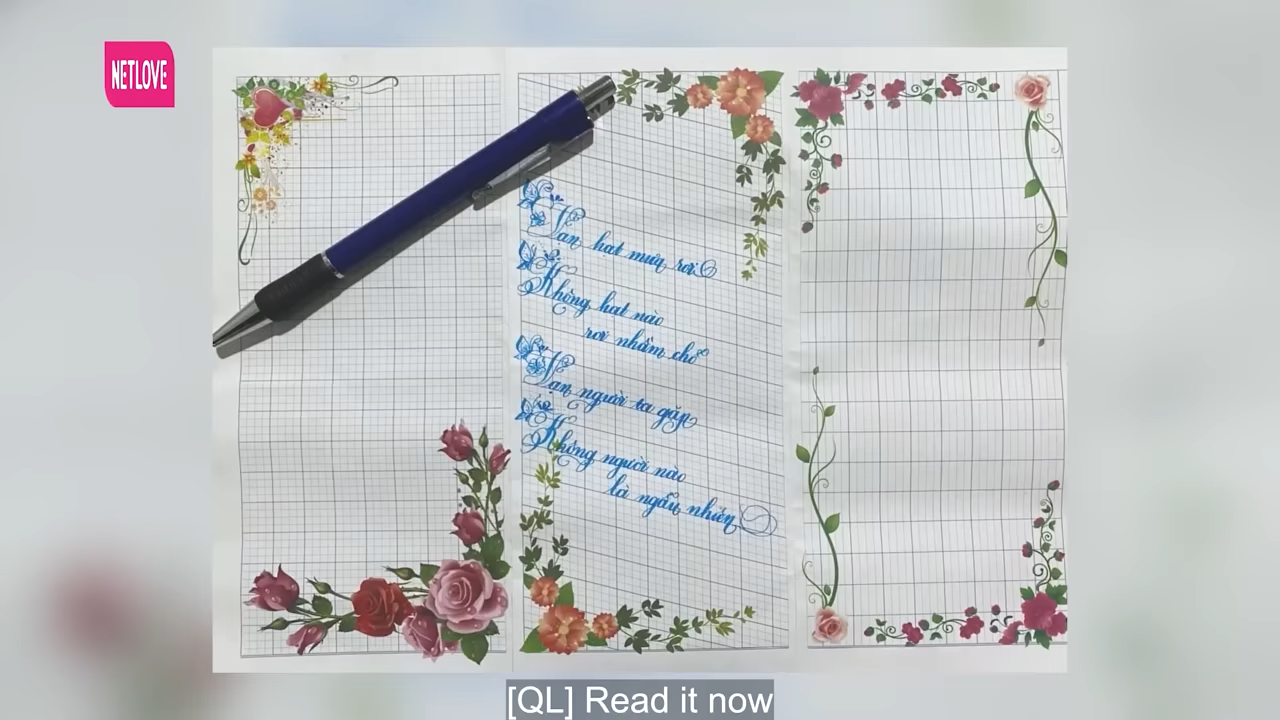 NETLOVE
Vạn hạt mưa rơi
Không hạt nào
rơi nhầm chỗ
Vạn người ta gặp
Không người nào
là ngẫu nhiên
[QL] Read it now